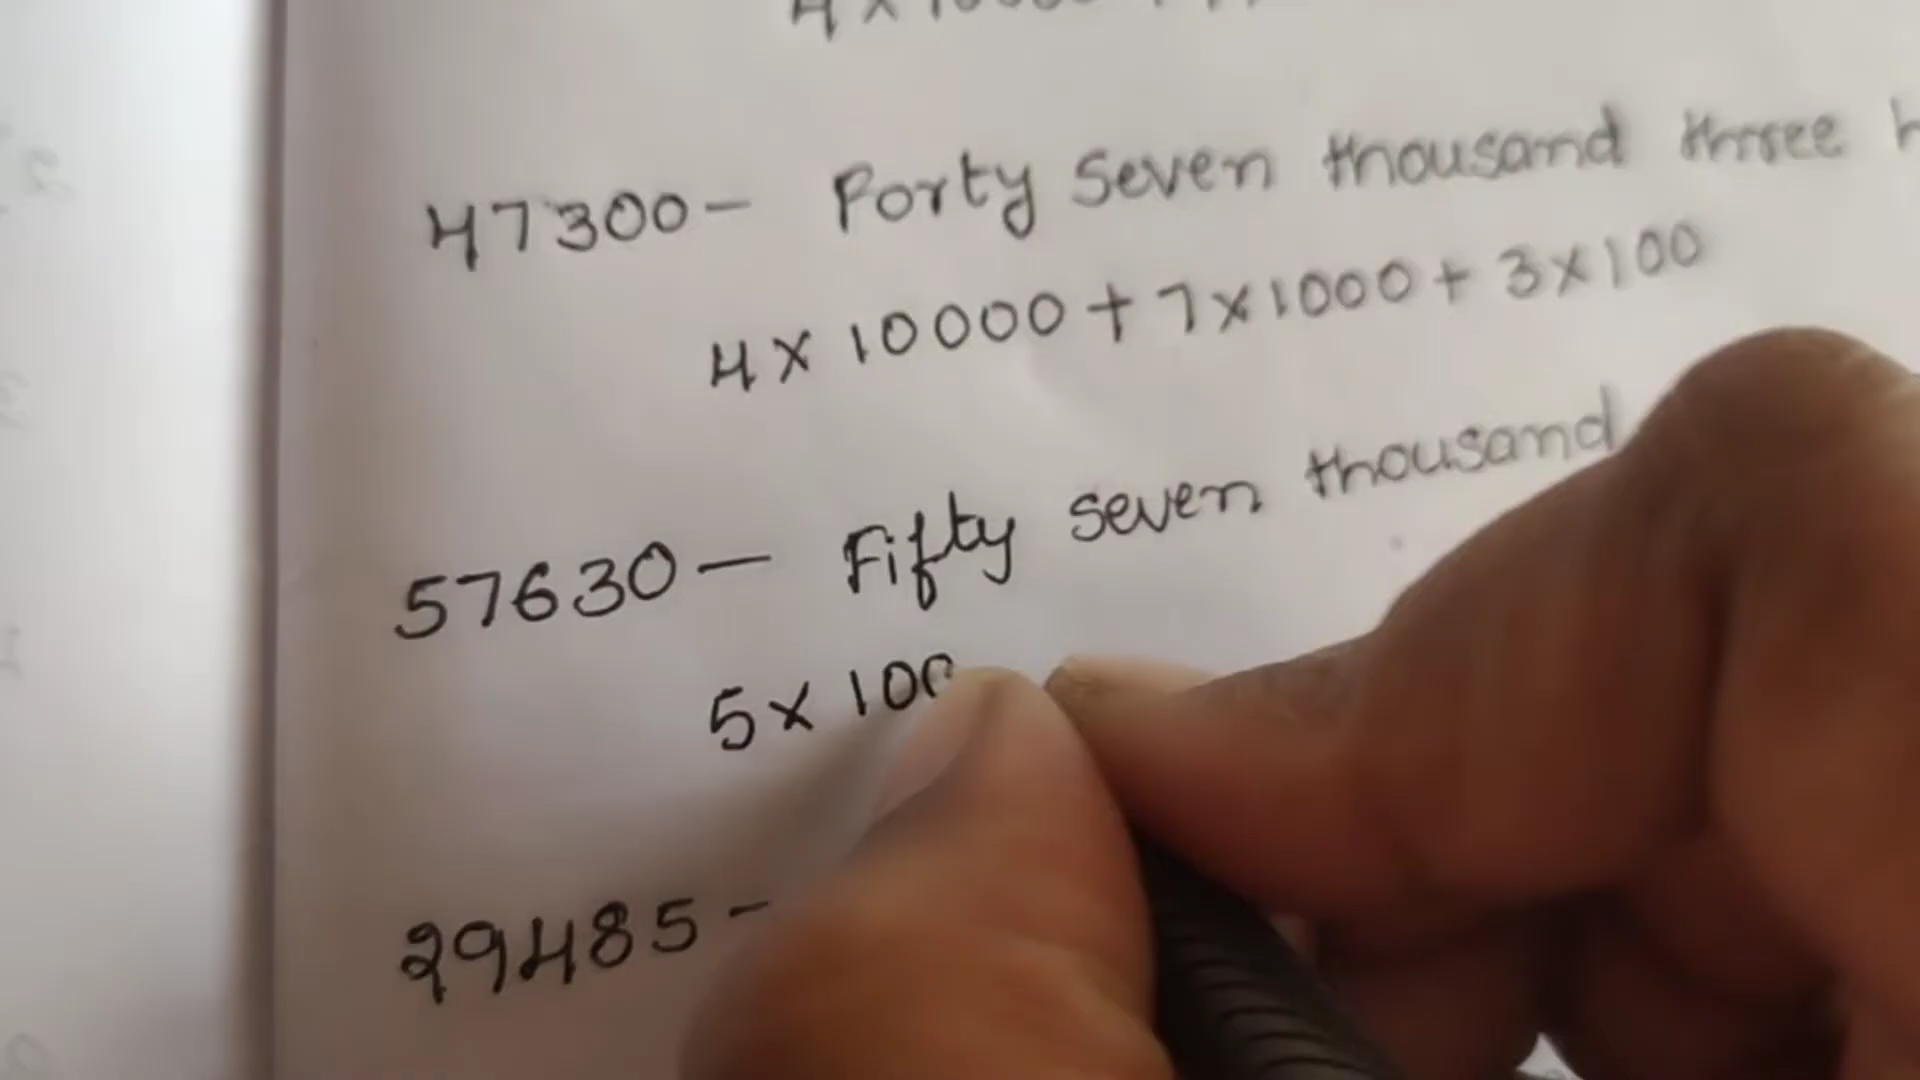 47300 - Forty seven thousand three
4 x 10000 + 7 x 1000 + 3 x 100
57630 - Fifty seven thousand
5 x 100
29485 -